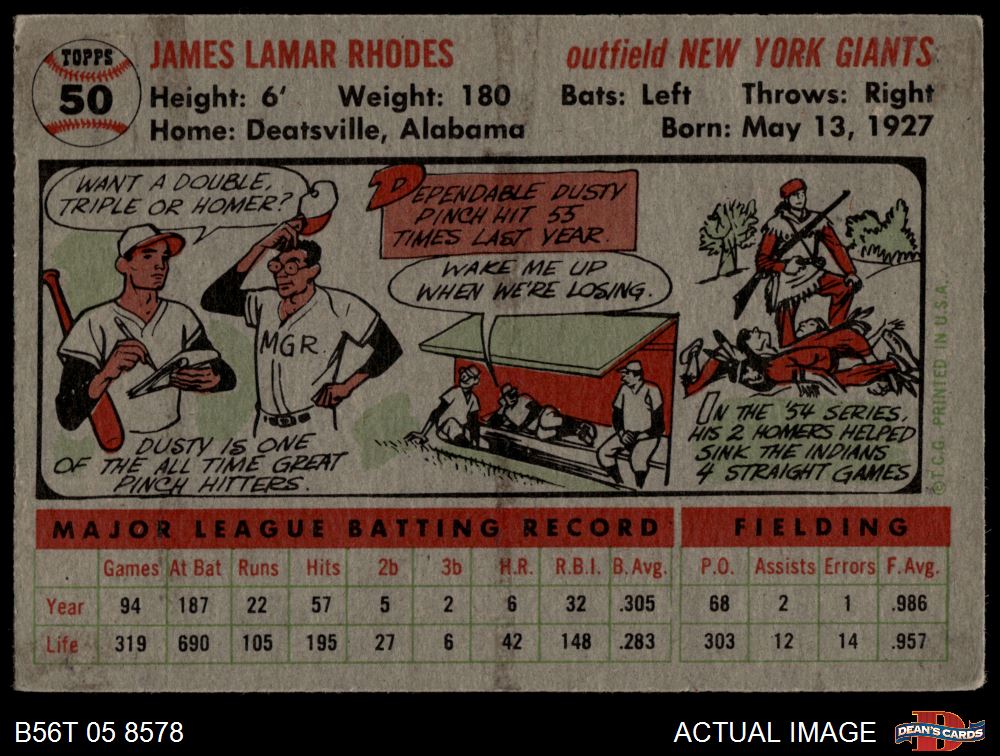 TOPPS
50
JAMES LAMAR RHODES
outfield NEW YORK GIANTS
Height: 6' Weight: 180 Bats: Left Throws: Right
Home: Deatsville, Alabama Born: May 13, 1927
WANT A DOUBLE,
TRIPLE OR HOMER?
MGR.
DUSTY IS ONE
OF THE ALL TIME GREAT
PINCH HITTERS.
DEPENDABLE DUSTY
PINCH HIT 55
TIMES LAST YEAR.
WAKE ME UP
WHEN WE'RE LOSING.
IN THE '54 SERIES,
HIS 2 HOMERS HELPED
SINK THE INDIANS
4 STRAIGHT GAMES
© T.C.G. PRINTED IN U.S.A.
MAJOR LEAGUE BATTING RECORD FIELDING
Games At Bat Runs Hits 2b 3b H.R. R.B.I. B. Avg. P.O. Assists Errors F. Avg.
Year 94 187 22 57 5 2 6 32 .305 68 2 1 .986
Life 319 690 105 195 27 6 42 148 .283 303 12 14 .957
B56T 05 8578
ACTUAL IMAGE
DEAN'S CARDS